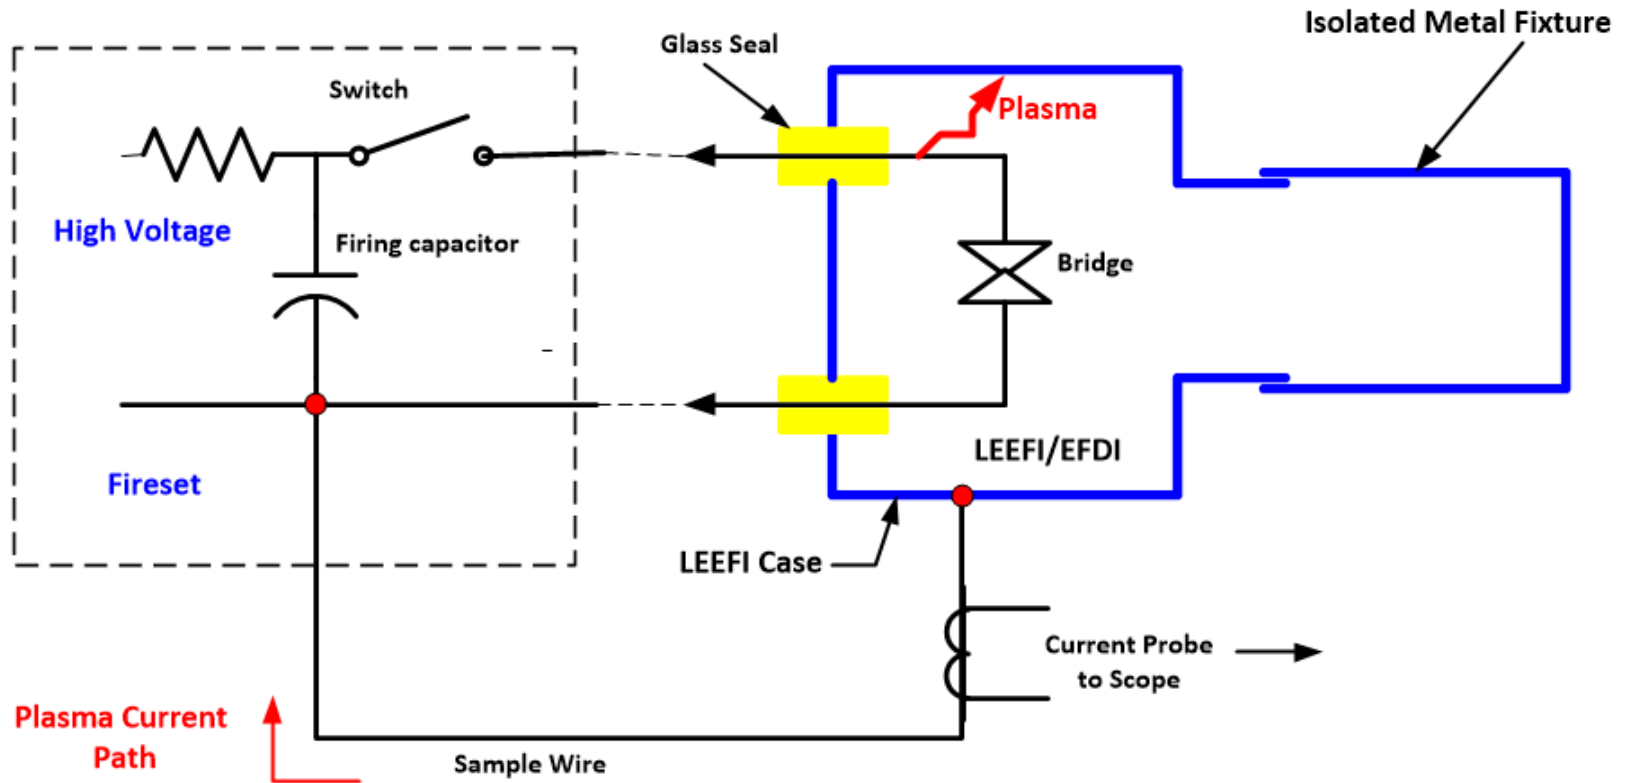 Isolated Metal Fixture
Glass Seal
Switch
Plasma
High Voltage
Firing capacitor
Bridge
LEEFI/EFDI
Fireset
LEEFI Case
Current Probe
to Scope
Plasma Current
Path
Sample Wire